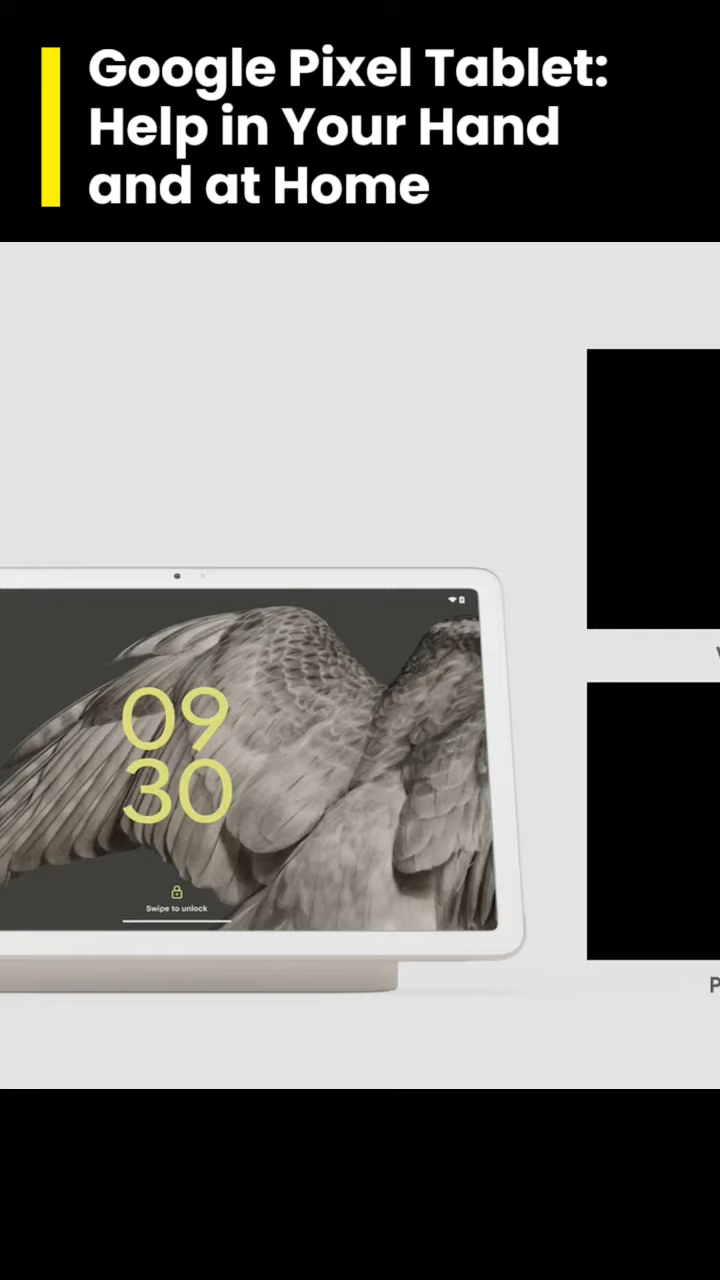 Google Pixel Tablet:
Help in Your Hand
and at Home
09
30
Swipe to unlock